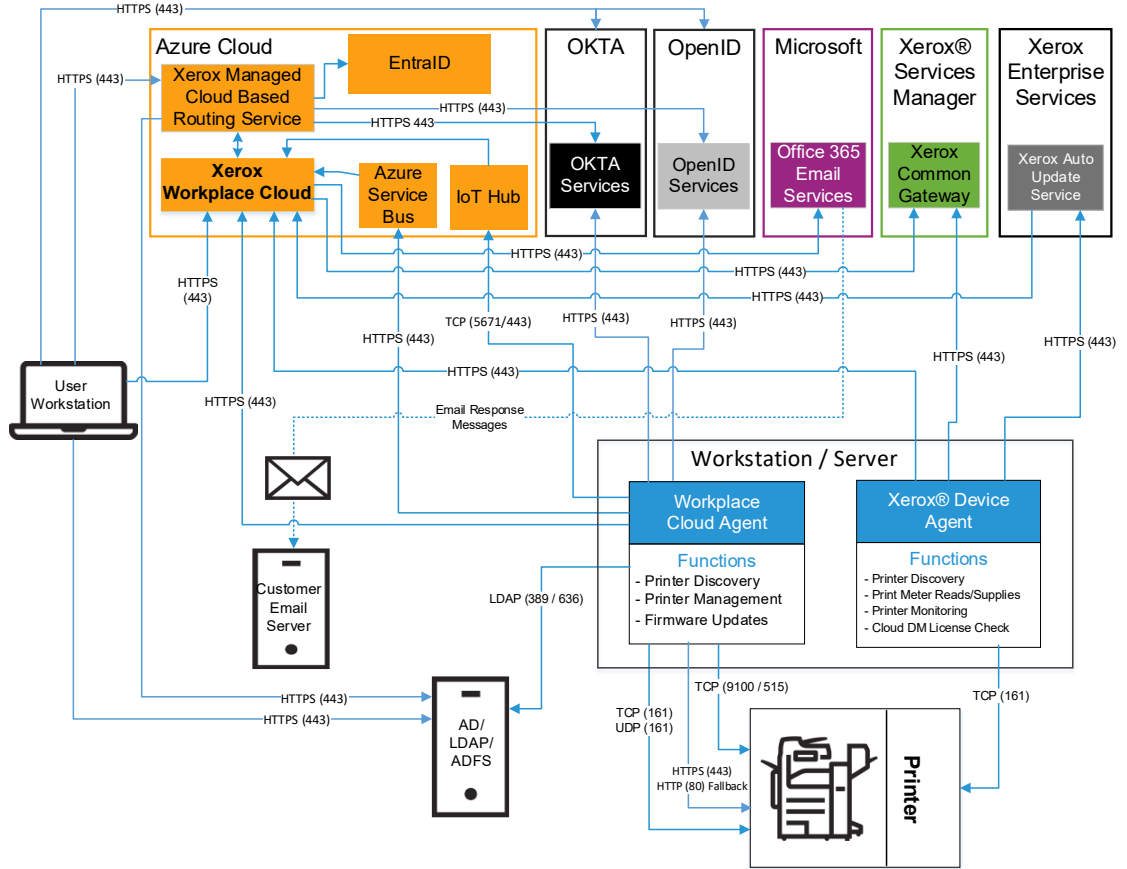 HTTPS (443)
Azure Cloud
OKTA
OpenID
Microsoft
Xerox®
Services
Manager
Xerox
Enterprise
Services
EntraID
HTTPS (443)
Xerox Managed
Cloud Based
Routing Service
HTTPS (443)
HTTPS 443
Xerox
Workplace Cloud
Azure
Service
Bus
IoT Hub
OKTA
Services
OpenID
Services
Office 365
Email
Services
Xerox
Common
Gateway
Xerox Auto
Update
Service
HTTPS (443)
HTTPS (443)
HTTPS
(443)
HTTPS (443)
TCP (5671/443)
HTTPS (443)
HTTPS (443)
HTTPS (443)
HTTPS (443)
HTTPS (443)
HTTPS (443)
User
Workstation
HTTPS (443)
Email Response
Messages
Workstation / Server
Workplace
Cloud Agent
Functions
- Printer Discovery
- Printer Management
- Firmware Updates
Xerox® Device
Agent
Functions
- Printer Discovery
- Print Meter Reads/Supplies
- Printer Monitoring
- Cloud DM License Check
Customer
Email
Server
LDAP (389 / 636)
HTTPS (443)
HTTPS (443)
AD/
LDAP/
ADFS
TCP (9100 / 515)
TCP (161)
TCP (161)
UDP (161)
HTTPS (443)
HTTP (80) Fallback
Printer